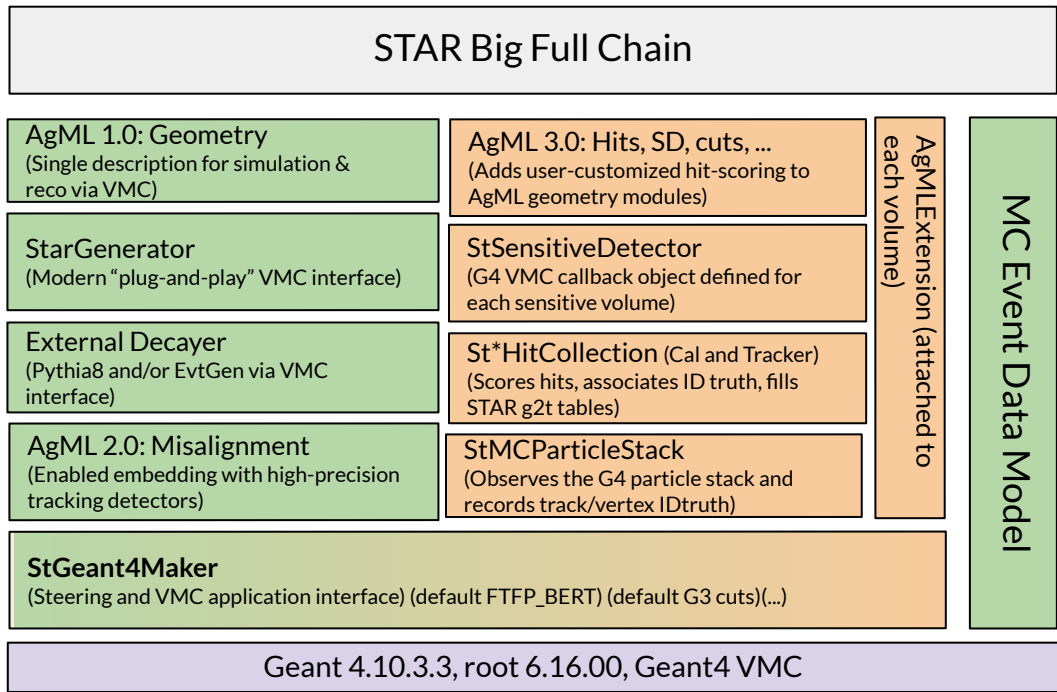 STAR Big Full Chain
AgML 1.0: Geometry
(Single description for simulation &
reco via VMC)
StarGenerator
(Modern “plug-and-play” VMC interface)
External Decayer
(Pythia8 and/or EvtGen via VMC
interface)
AgML 2.0: Misalignment
(Enabled embedding with high-precision
tracking detectors)
AgML 3.0: Hits, SD, cuts, ...
(Adds user-customized hit-scoring to
AgML geometry modules)
StSensitiveDetector
(G4 VMC callback object defined for
each sensitive volume)
St*HitCollection (Cal and Tracker)
(Scores hits, associates ID truth, fills
STAR g2t tables)
StMCParticleStack
(Observes the G4 particle stack and
records track/vertex IDtruth)
AgMLExtension (attached to
each volume)
MC Event Data Model
StGeant4Maker
(Steering and VMC application interface) (default FTFP_BERT) (default G3 cuts)(...)
Geant 4.10.3.3, root 6.16.00, Geant4 VMC